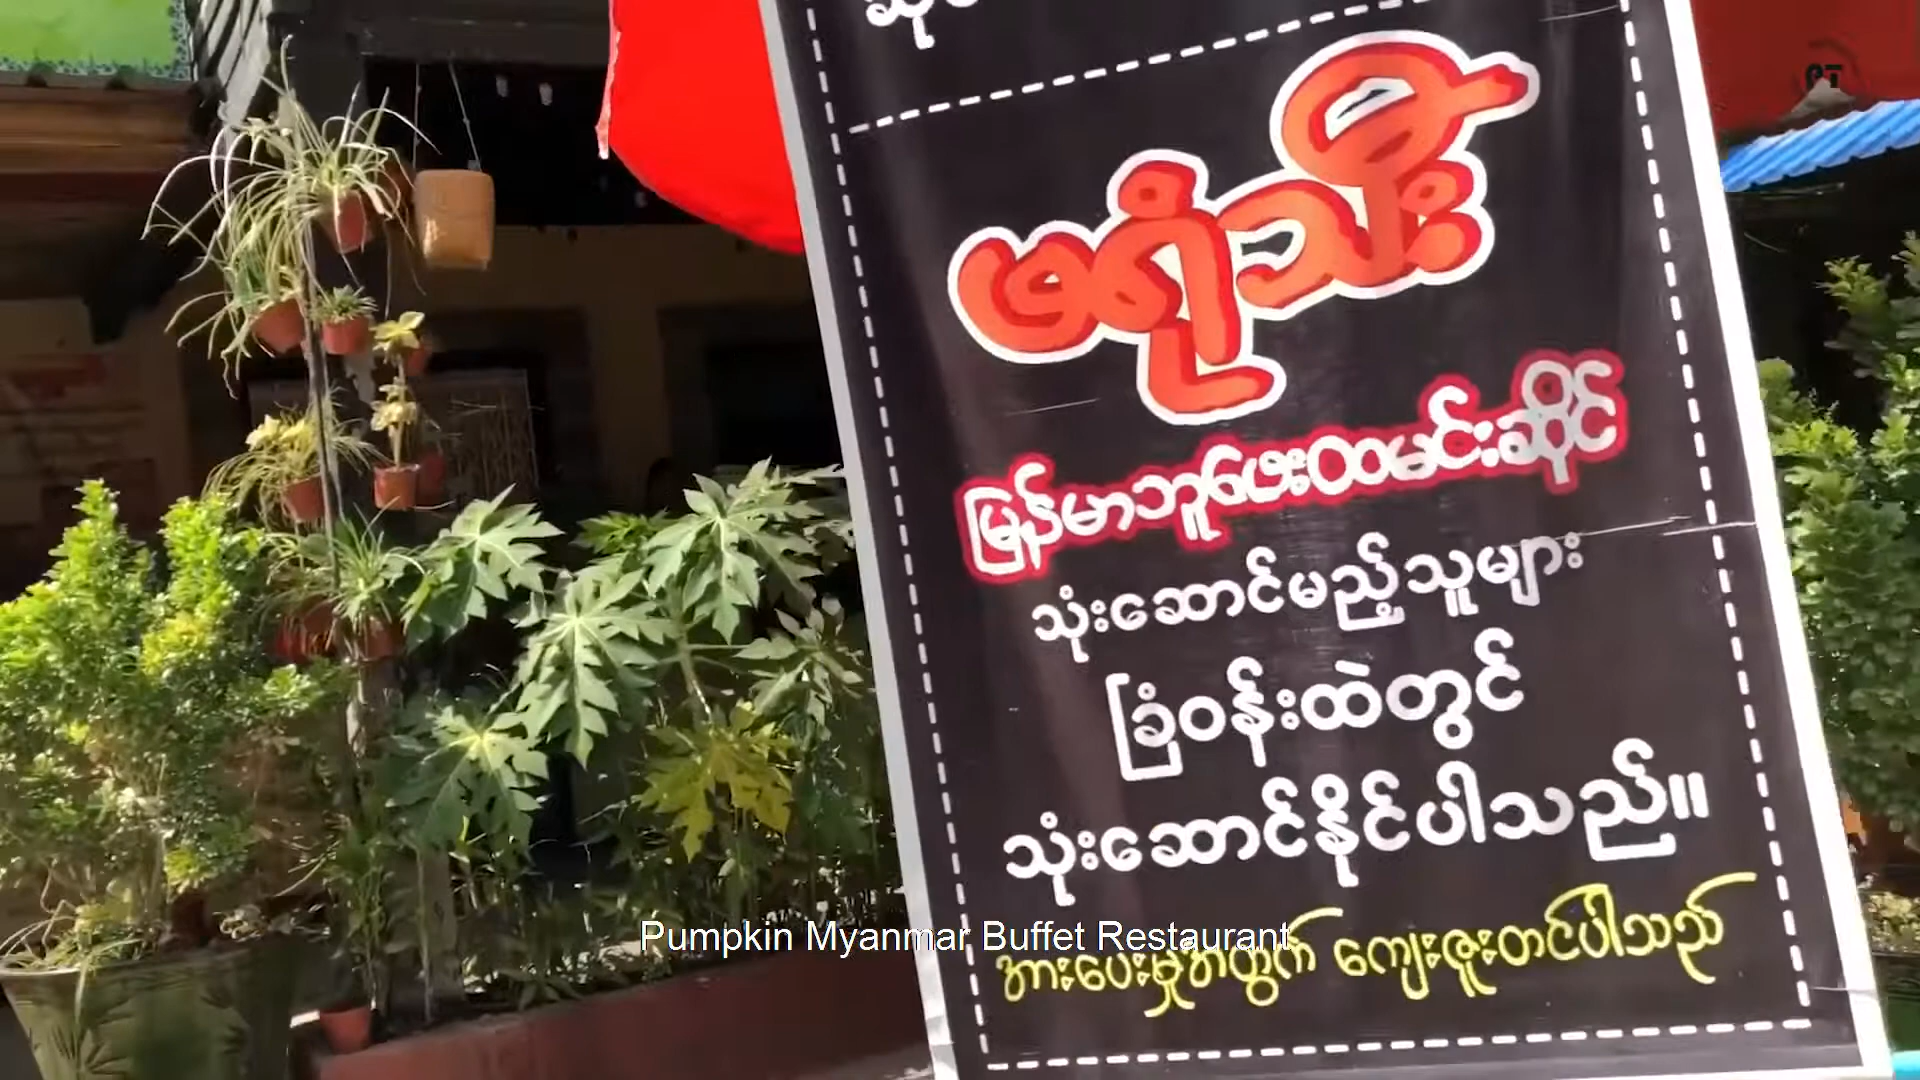 ဖရုံသီး
မြန်မာဘူဖေးထမင်းဆိုင်
သုံးဆောင်မည့်သူများ
ခြံဝန်းထဲတွင်
သုံးဆောင်နိုင်ပါသည်။
Pumpkin Myanmar Buffet Restaurant
အားပေးမှုအတွက် ကျေးဇူးတင်ပါသည်